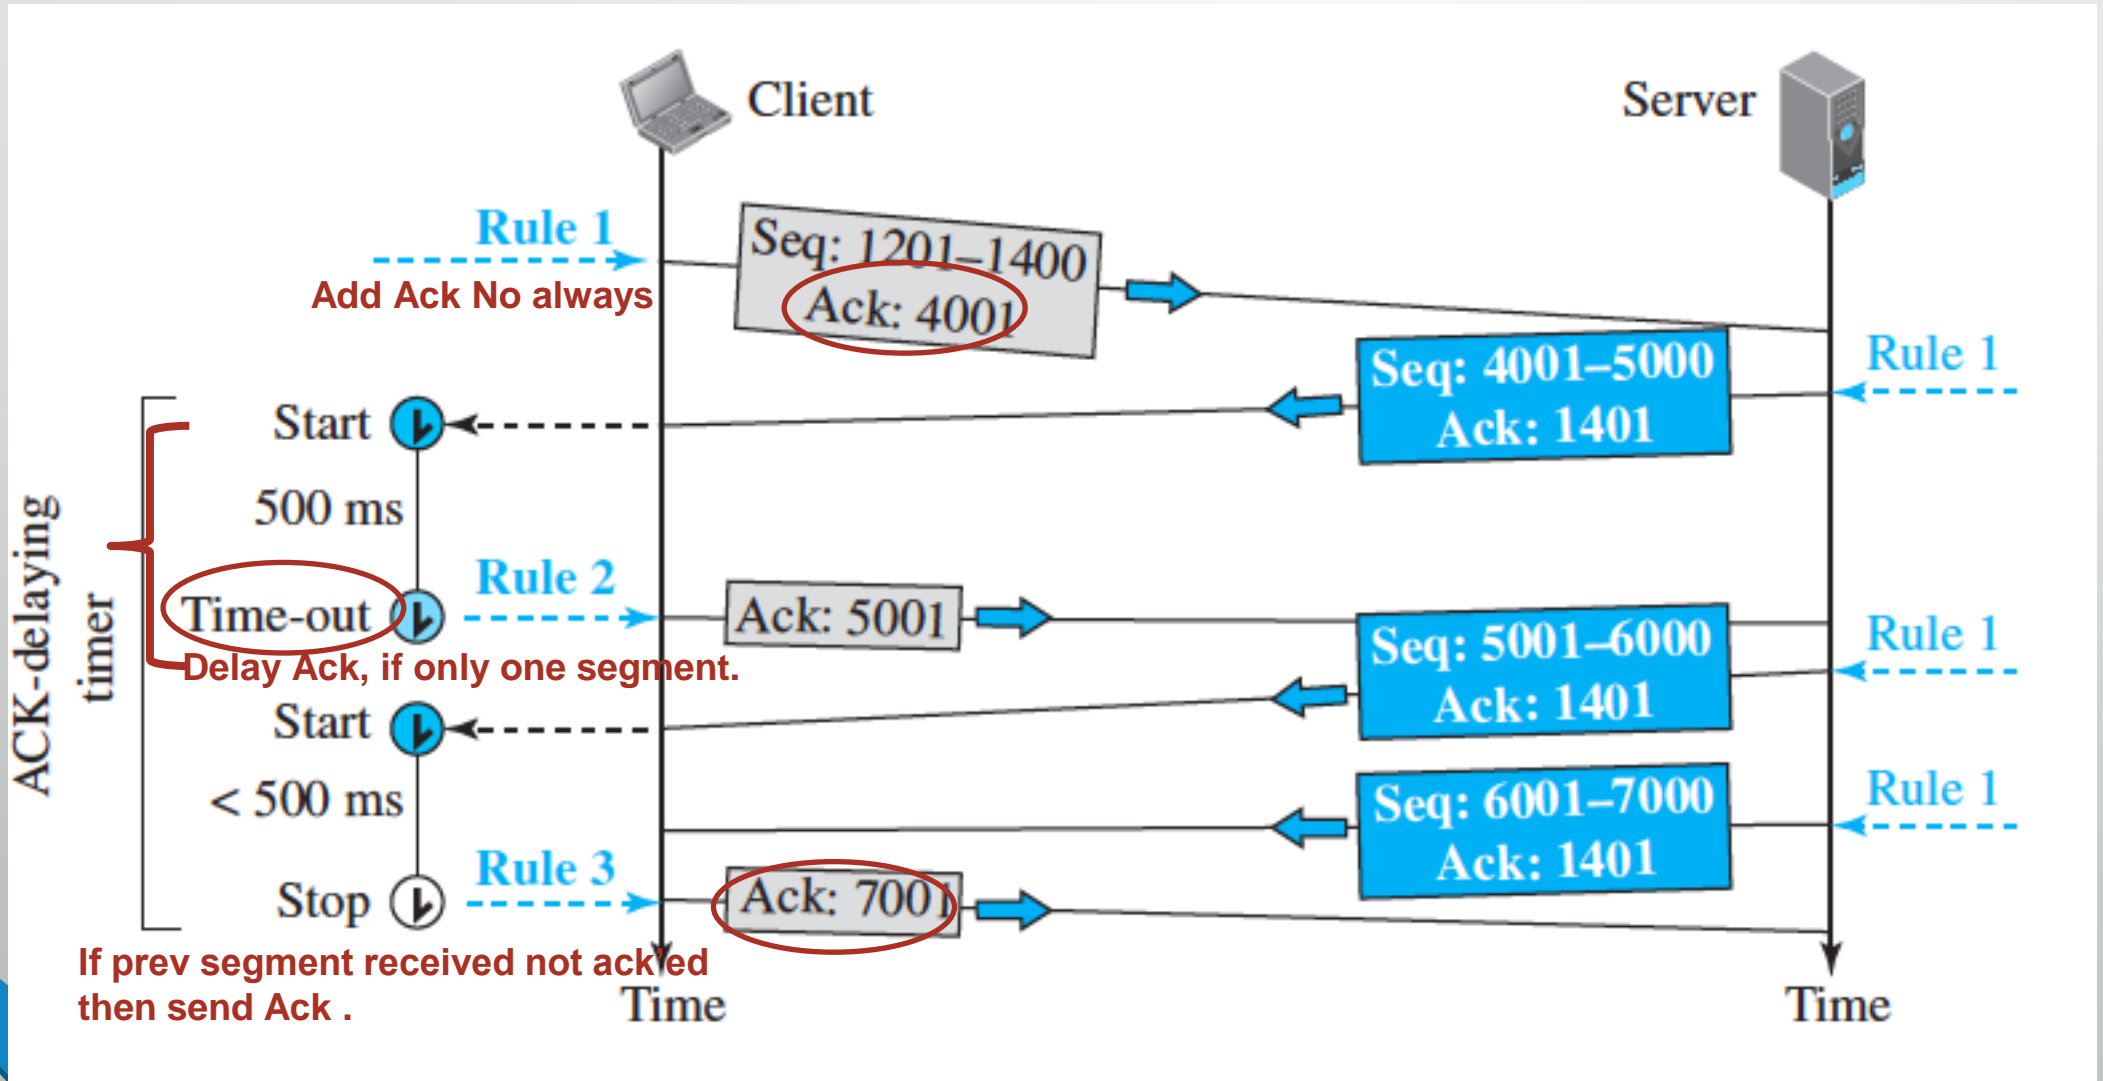 Client
Server
Rule 1
Add Ack No always
Seq: 1201–1400
Ack: 4001
Rule 1
Seq: 4001–5000
Ack: 1401
Start
500 ms
ACK-delaying
timer
Time-out
Rule 2
Ack: 5001
Delay Ack, if only one segment.
Seq: 5001–6000
Ack: 1401
Rule 1
Start
< 500 ms
Seq: 6001–7000
Ack: 1401
Rule 1
Stop
Rule 3
Ack: 7001
If prev segment received not ack'ed
then send Ack .
Time
Time